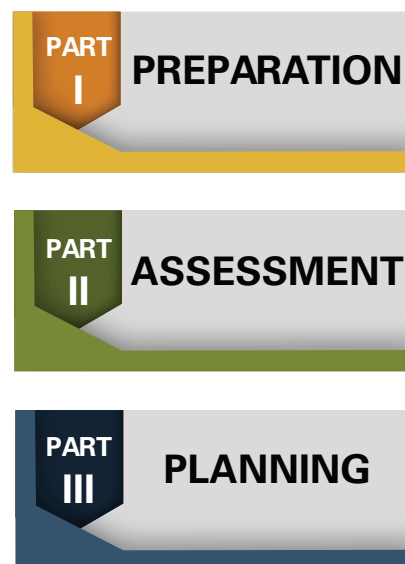 PART
I
PREPARATION
PART
II
ASSESSMENT
PART
III
PLANNING